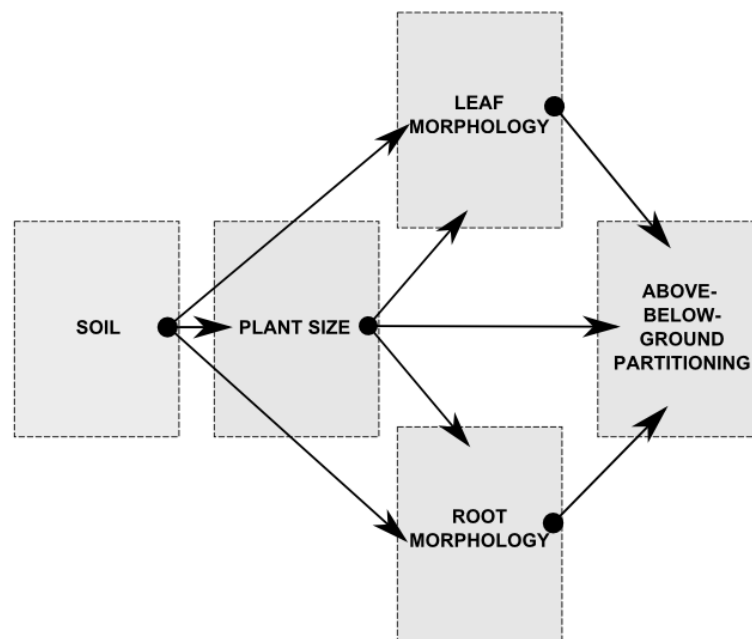 LEAF
MORPHOLOGY
SOIL
PLANT SIZE
ABOVE-
BELOW-
GROUND
PARTITIONING
ROOT
MORPHOLOGY